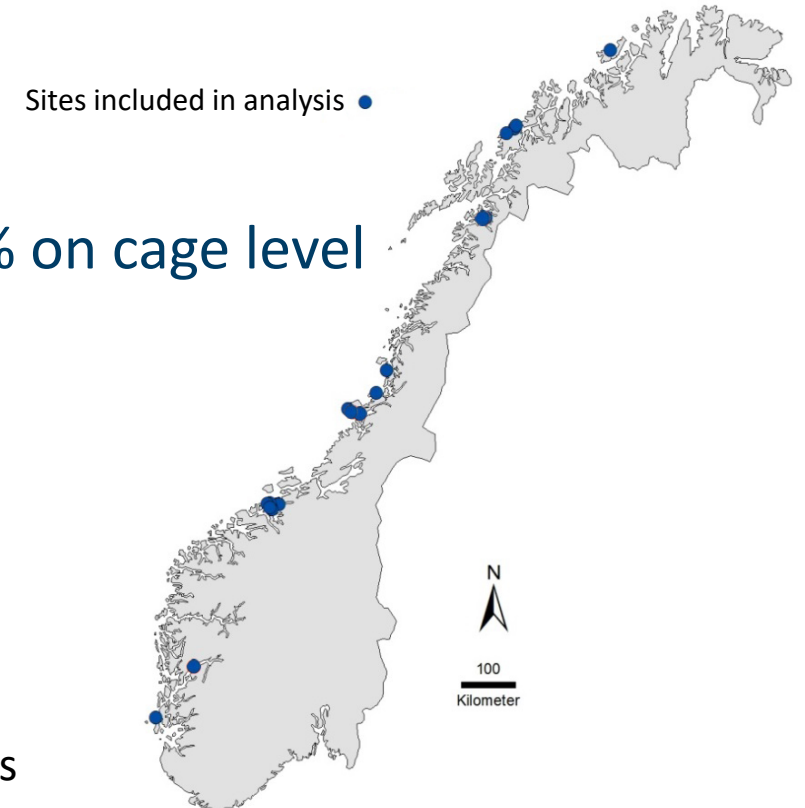 Sites included in analysis
% on cage level
N
100
Kilometer
s